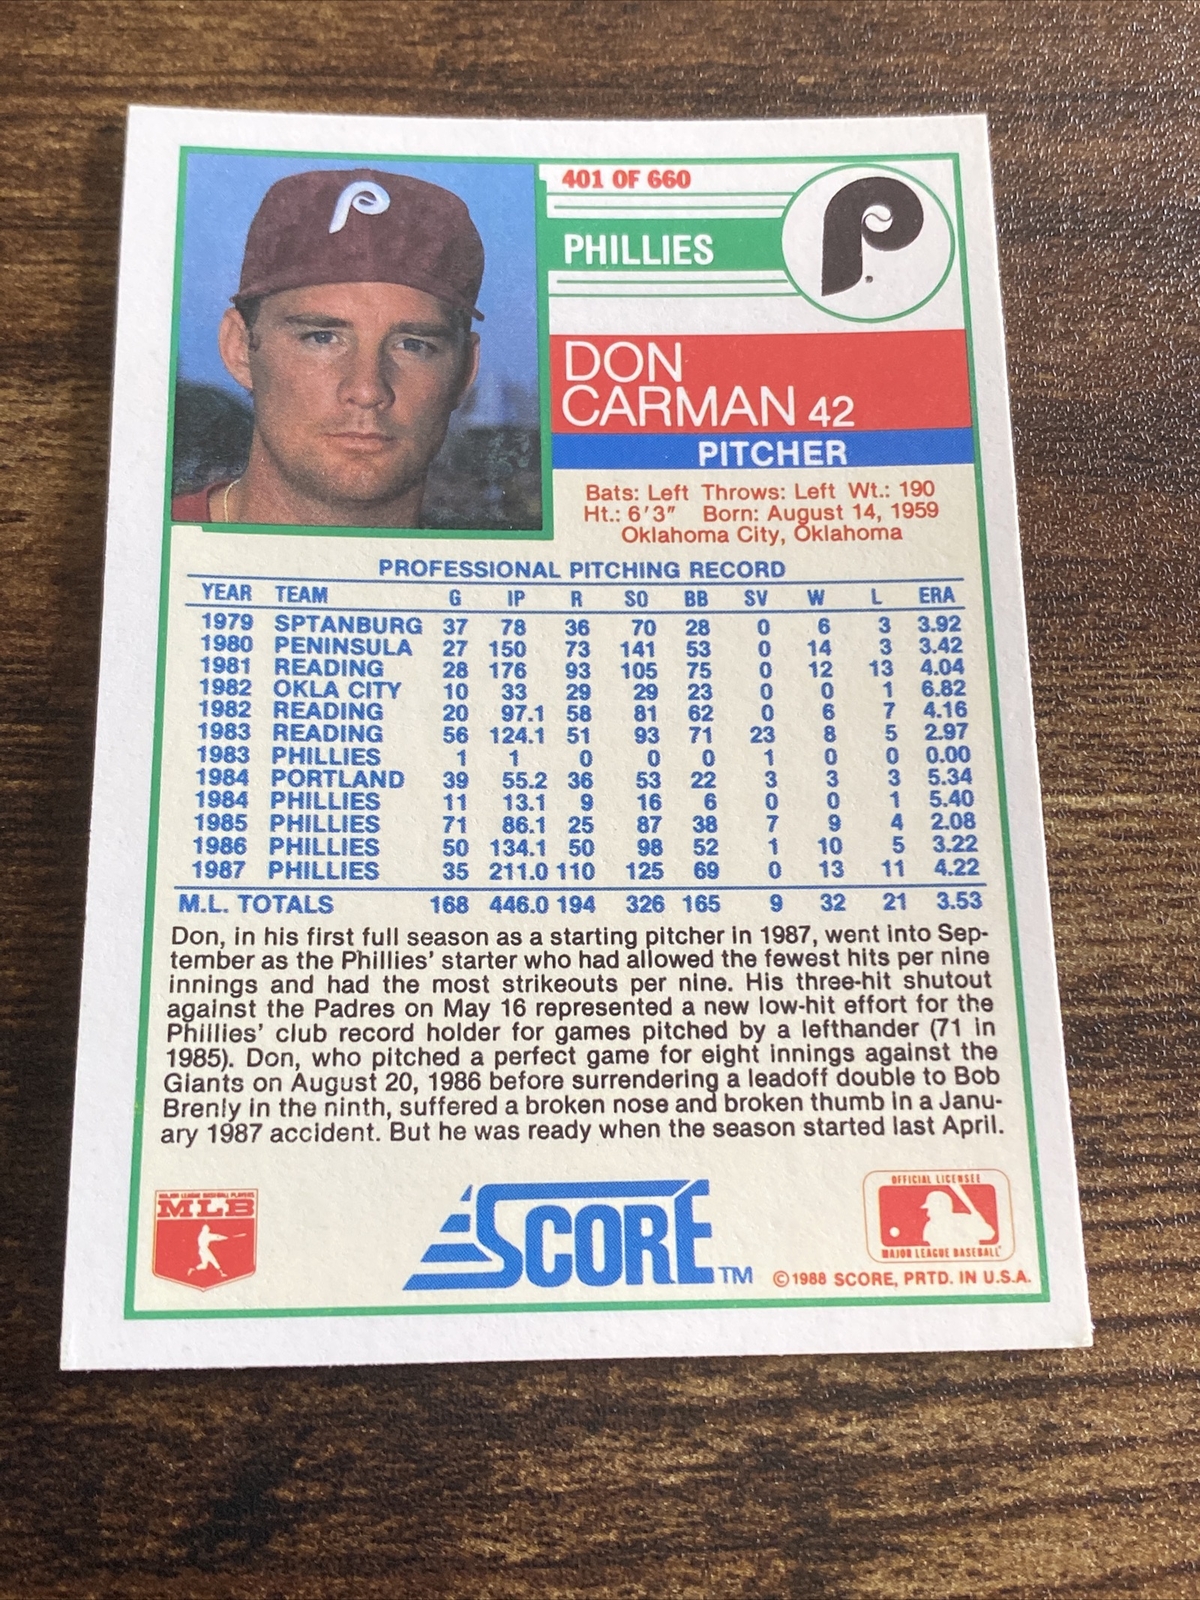 401 OF 660
PHILLIES
DON
CARMAN 42
PITCHER
Bats: Left Throws: Left Wt.: 190
Ht.: 6'3" Born: August 14, 1959
Oklahoma City, Oklahoma
PROFESSIONAL PITCHING RECORD
YEAR TEAM G IP R SO BB SV W L ERA
1979 SPTANBURG 37 78 36 70 28 0 6 3 3.92
1980 PENINSULA 27 150 73 141 53 0 14 3 3.42
1981 READING 28 176 93 105 75 0 12 13 4.04
1982 OKLA CITY 10 33 29 29 23 0 0 1 6.82
1982 READING 20 97.1 58 81 62 0 6 7 4.16
1983 READING 56 124.1 51 93 71 23 8 5 2.97
1983 PHILLIES 1 1 0 0 0 1 0 0 0.00
1984 PORTLAND 39 55.2 36 53 22 3 3 3 5.34
1984 PHILLIES 11 13.1 9 16 6 0 0 1 5.40
1985 PHILLIES 71 86.1 25 87 38 7 9 4 2.08
1986 PHILLIES 50 134.1 50 98 52 1 10 5 3.22
1987 PHILLIES 35 211.0 110 125 69 0 13 11 4.22
M.L. TOTALS 168 446.0 194 326 165 9 32 21 3.53
Don, in his first full season as a starting pitcher in 1987, went into Sep-
tember as the Phillies' starter who had allowed the fewest hits per nine
innings and had the most strikeouts per nine. His three-hit shutout
against the Padres on May 16 represented a new low-hit effort for the
Phillies' club record holder for games pitched by a lefthander (71 in
1985). Don, who pitched a perfect game for eight innings against the
Giants on August 20, 1986 before surrendering a leadoff double to Bob
Brenly in the ninth, suffered a broken nose and broken thumb in a Janu-
ary 1987 accident. But he was ready when the season started last April.
MAJOR LEAGUE BASEBALL PLAYERS
MLB
SCORE TM
OFFICIAL LICENSEE
MAJOR LEAGUE BASEBALL
©1988 SCORE, PRTD. IN U.S.A.